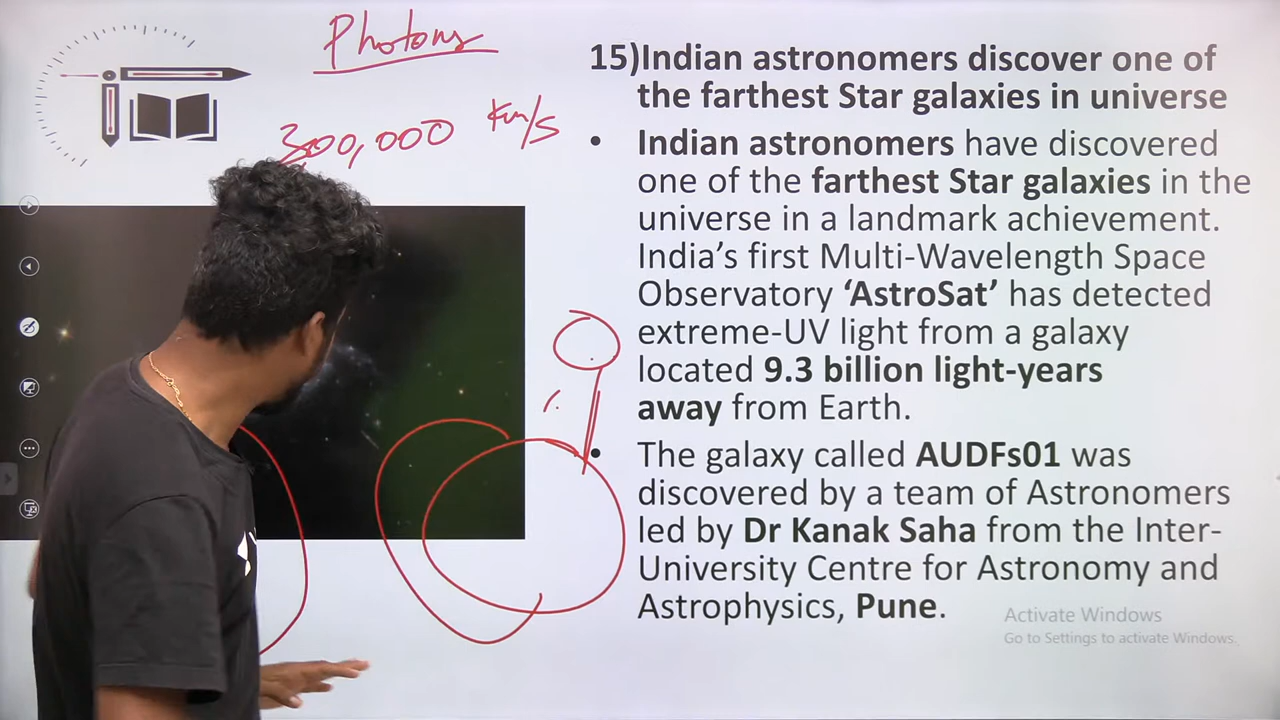 Photons
300,000 Km/s
15)Indian astronomers discover one of
the farthest Star galaxies in universe
• Indian astronomers have discovered
one of the farthest Star galaxies in the
universe in a landmark achievement.
India’s first Multi-Wavelength Space
Observatory ‘AstroSat’ has detected
extreme-UV light from a galaxy
located 9.3 billion light-years
away from Earth.
• The galaxy called AUDFs01 was
discovered by a team of Astronomers
led by Dr Kanak Saha from the Inter-
University Centre for Astronomy and
Astrophysics, Pune.
Activate Windows
Go to Settings to activate Windows.